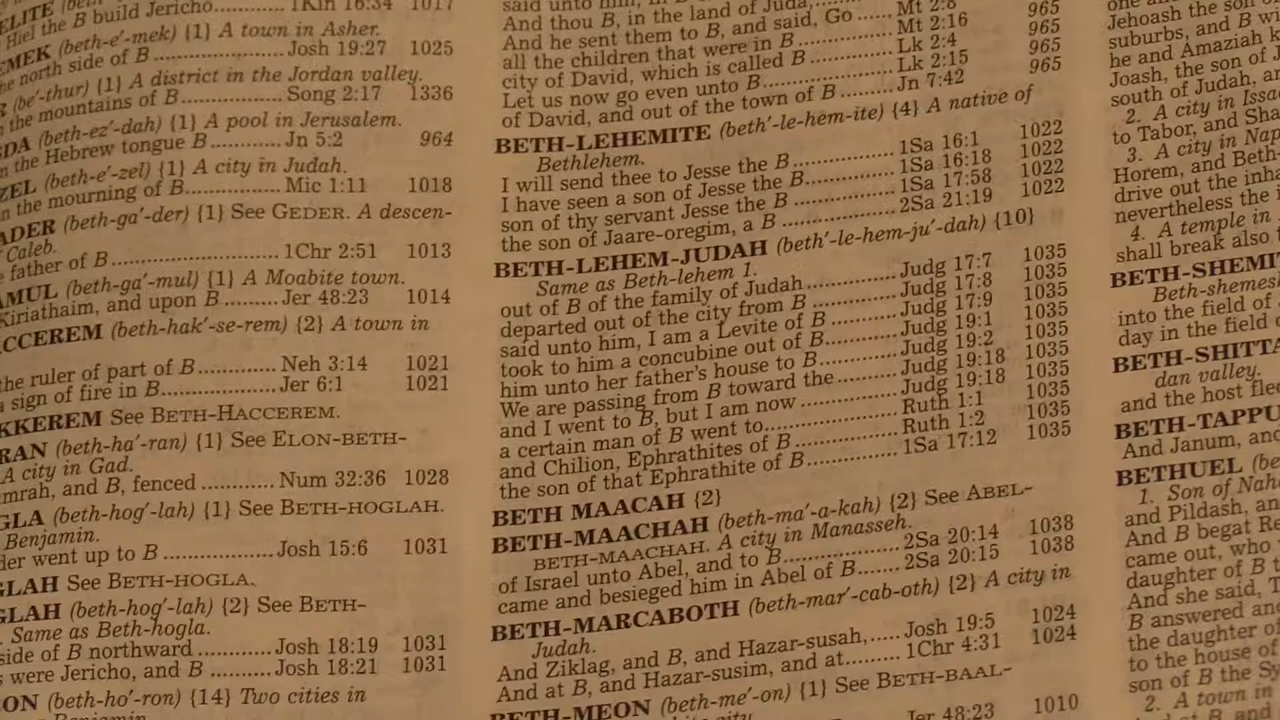 ELITE
Hiel the B build Jericho............1Kin 16:34 1017
EMEK (beth-e'-mek) {1} A town in Asher.
the north side of B.....................Josh 19:27 1025
(be'-thur) {1} A district in the Jordan valley.
the mountains of B...............Song 2:17 1336
DA (beth-ez'-dah) {1} A pool in Jerusalem.
in the Hebrew tongue B ..........Jn 5:2 964
ZEL (beth-e'-zel) {1} A city in Judah.
in the mourning of B..............Mic 1:11 1018
ADER (beth-ga'-der) {1} See GEDER. A descen-
Caleb.
father of B..........................1Chr 2:51 1013
AMUL (beth-ga'-mul) {1} A Moabite town.
Kiriathaim, and upon B..........Jer 48:23 1014
CCEREM (beth-hak'-se-rem) {2} A town in
the ruler of part of B..............Neh 3:14 1021
a sign of fire in B....................Jer 6:1 1021
KKEREM See BETH-HACCEREM.
RAN (beth-ha'-ran) {1} See ELON-BETH-
A city in Gad.
mrah, and B, fenced .............Num 32:36 1028
GLA (beth-hog'-lah) {1} See BETH-HOGLAH.
Benjamin.
der went up to B ...................Josh 15:6 1031
GLAH See BETH-HOGLA.
GLAH (beth-hog'-lah) {2} See BETH-
Same as Beth-hogla.
side of B northward ..............Josh 18:19 1031
were Jericho, and B ..............Josh 18:21 1031
ON (beth-ho'-ron) {14} Two cities in
said unto him,
And thou B, in the land of Juda,......... Mt 2:6
And he sent them to B, and said, Go ...... Mt 2:8 965
all the children that were in B.............. Mt 2:16 965
city of David, which is called B ............. Lk 2:4 965
Let us now go even unto B.................. Lk 2:15 965
of David, and out of the town of B ........ Jn 7:42
BETH-LEHEMITE (beth'-le-hem-ite) {4} A native of
Bethlehem.
I will send thee to Jesse the B............1Sa 16:1 1022
I have seen a son of Jesse the B..........1Sa 16:18 1022
son of thy servant Jesse the B............1Sa 17:58 1022
the son of Jaare-oregim, a B .............2Sa 21:19 1022
BETH-LEHEM-JUDAH (beth'-le-hem-ju'-dah) {10}
Same as Beth-lehem 1.
out of B of the family of Judah ..........Judg 17:7 1035
departed out of the city from B ..........Judg 17:8 1035
said unto him, I am a Levite of B ........Judg 17:9 1035
took to him a concubine out of B.........Judg 19:1 1035
him unto her father's house to B.........Judg 19:2 1035
We are passing from B toward the........Judg 19:18 1035
and I went to B, but I am now ...........Judg 19:18 1035
a certain man of B went to................Ruth 1:1 1035
and Chilion, Ephrathites of B.............Ruth 1:2 1035
the son of that Ephrathite of B...........1Sa 17:12 1035
BETH MAACAH {2}
BETH-MAACHAH (beth-ma'-a-kah) {2} See ABEL-
BETH-MAACHAH. A city in Manasseh.
of Israel unto Abel, and to B..............2Sa 20:14 1038
came and besieged him in Abel of B.......2Sa 20:15 1038
BETH-MARCABOTH (beth-mar'-cab-oth) {2} A city in
Judah.
And Ziklag, and B, and Hazar-susah,.....Josh 19:5 1024
And at B, and Hazar-susim, and at.........1Chr 4:31 1024
BETH-MEON (beth-me'-on) {1} See BETH-BAAL-
Jer 48:23 1010
Jehoash the son
suburbs, and B
he and Amaziah
Joash, the son of
south of Judah,
2. A city in
to Tabor, and
3. A city in
Horem, and Beth-
drive out the
nevertheless the
4. A temple in
shall break also
BETH-SHEMI
Beth-shemes
into the field of
day in the field
BETH-SHITTA
dan valley.
and the host
BETH-TAPPU
And Janum, and
BETHUEL
1. Son of
and Pildash, and
And B begat
came out, who
daughter of B
And she said,
B answered and
the daughter of
to the house of
son of B the
2. A town in